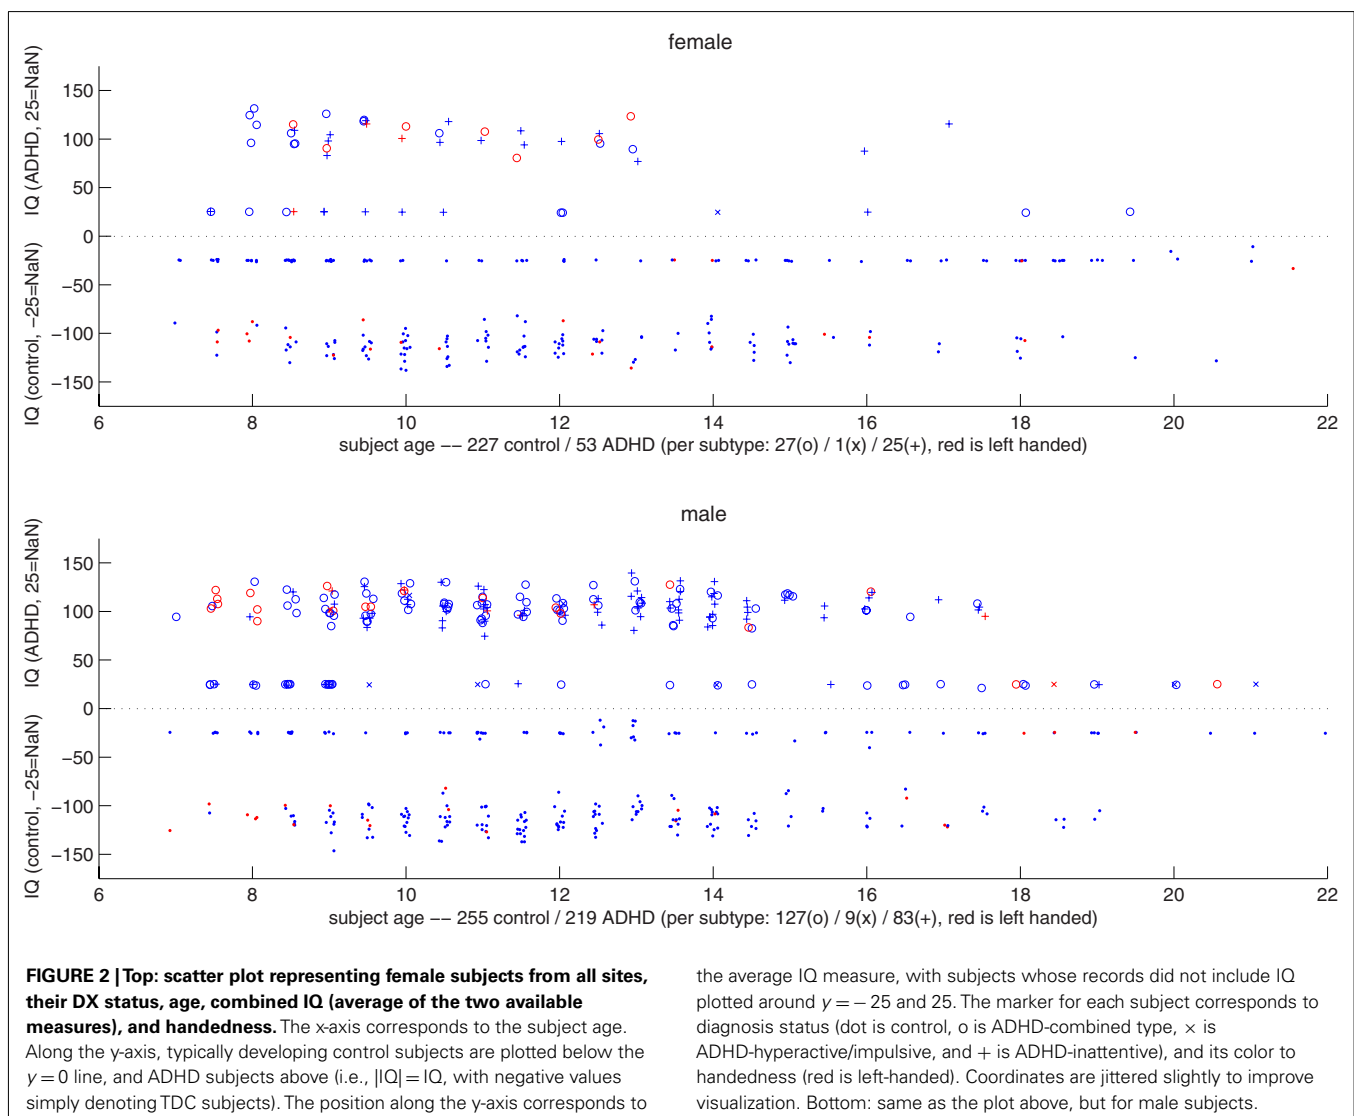 female
IQ (ADHD, 25=NaN)
IQ (control, −25=NaN)
150
100
50
0
−50
−100
−150
6 8 10 12 14 16 18 20 22
subject age −− 227 control / 53 ADHD (per subtype: 27(o) / 1(x) / 25(+), red is left handed)
male
IQ (ADHD, 25=NaN)
IQ (control, −25=NaN)
150
100
50
0
−50
−100
−150
6 8 10 12 14 16 18 20 22
subject age −− 255 control / 219 ADHD (per subtype: 127(o) / 9(x) / 83(+), red is left handed)
FIGURE 2 | Top: scatter plot representing female subjects from all sites,
their DX status, age, combined IQ (average of the two available
measures), and handedness. The x-axis corresponds to the subject age.
Along the y-axis, typically developing control subjects are plotted below the
y = 0 line, and ADHD subjects above (i.e., |IQ| = IQ, with negative values
simply denoting TDC subjects). The position along the y-axis corresponds to
the average IQ measure, with subjects whose records did not include IQ
plotted around y = − 25 and 25. The marker for each subject corresponds to
diagnosis status (dot is control, o is ADHD-combined type, × is
ADHD-hyperactive/impulsive, and + is ADHD-inattentive), and its color to
handedness (red is left-handed). Coordinates are jittered slightly to improve
visualization. Bottom: same as the plot above, but for male subjects.